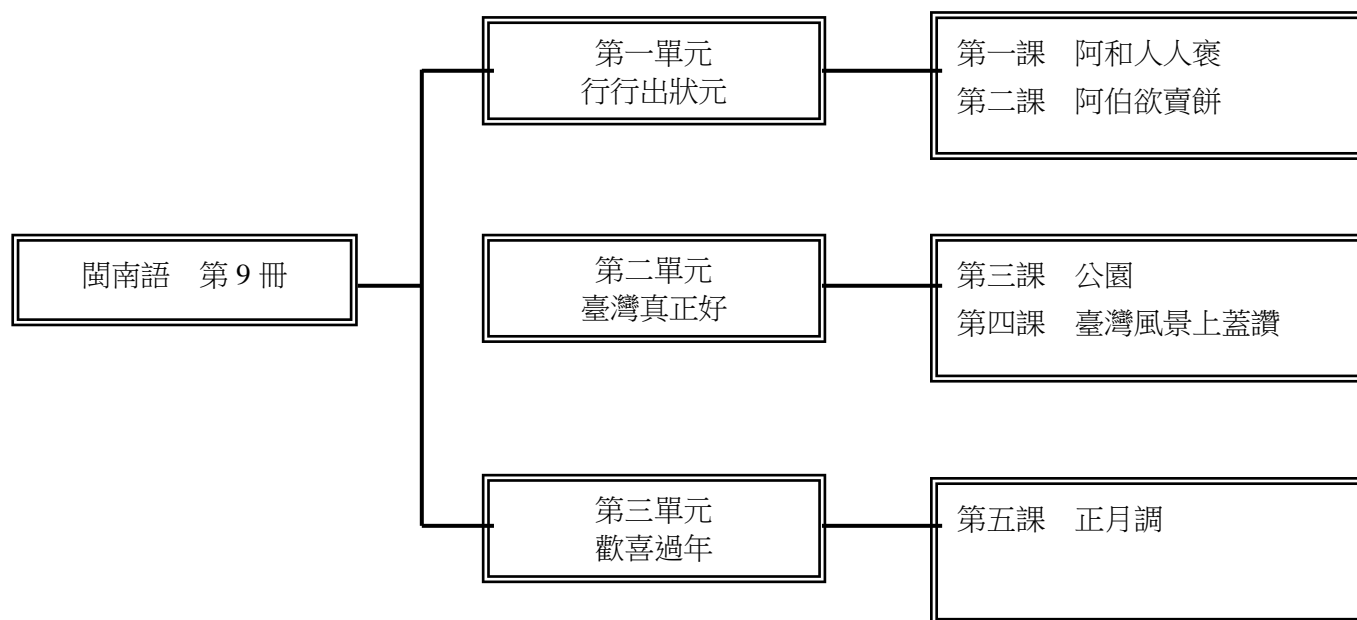 閩南語　第 9 冊
第一單元
行行出狀元
第一課　阿和人人褒
第二課　阿伯欲賣餅
第二單元
臺灣真正好
第三課　公園
第四課　臺灣風景上蓋讚
第三單元
歡喜過年
第五課　正月調